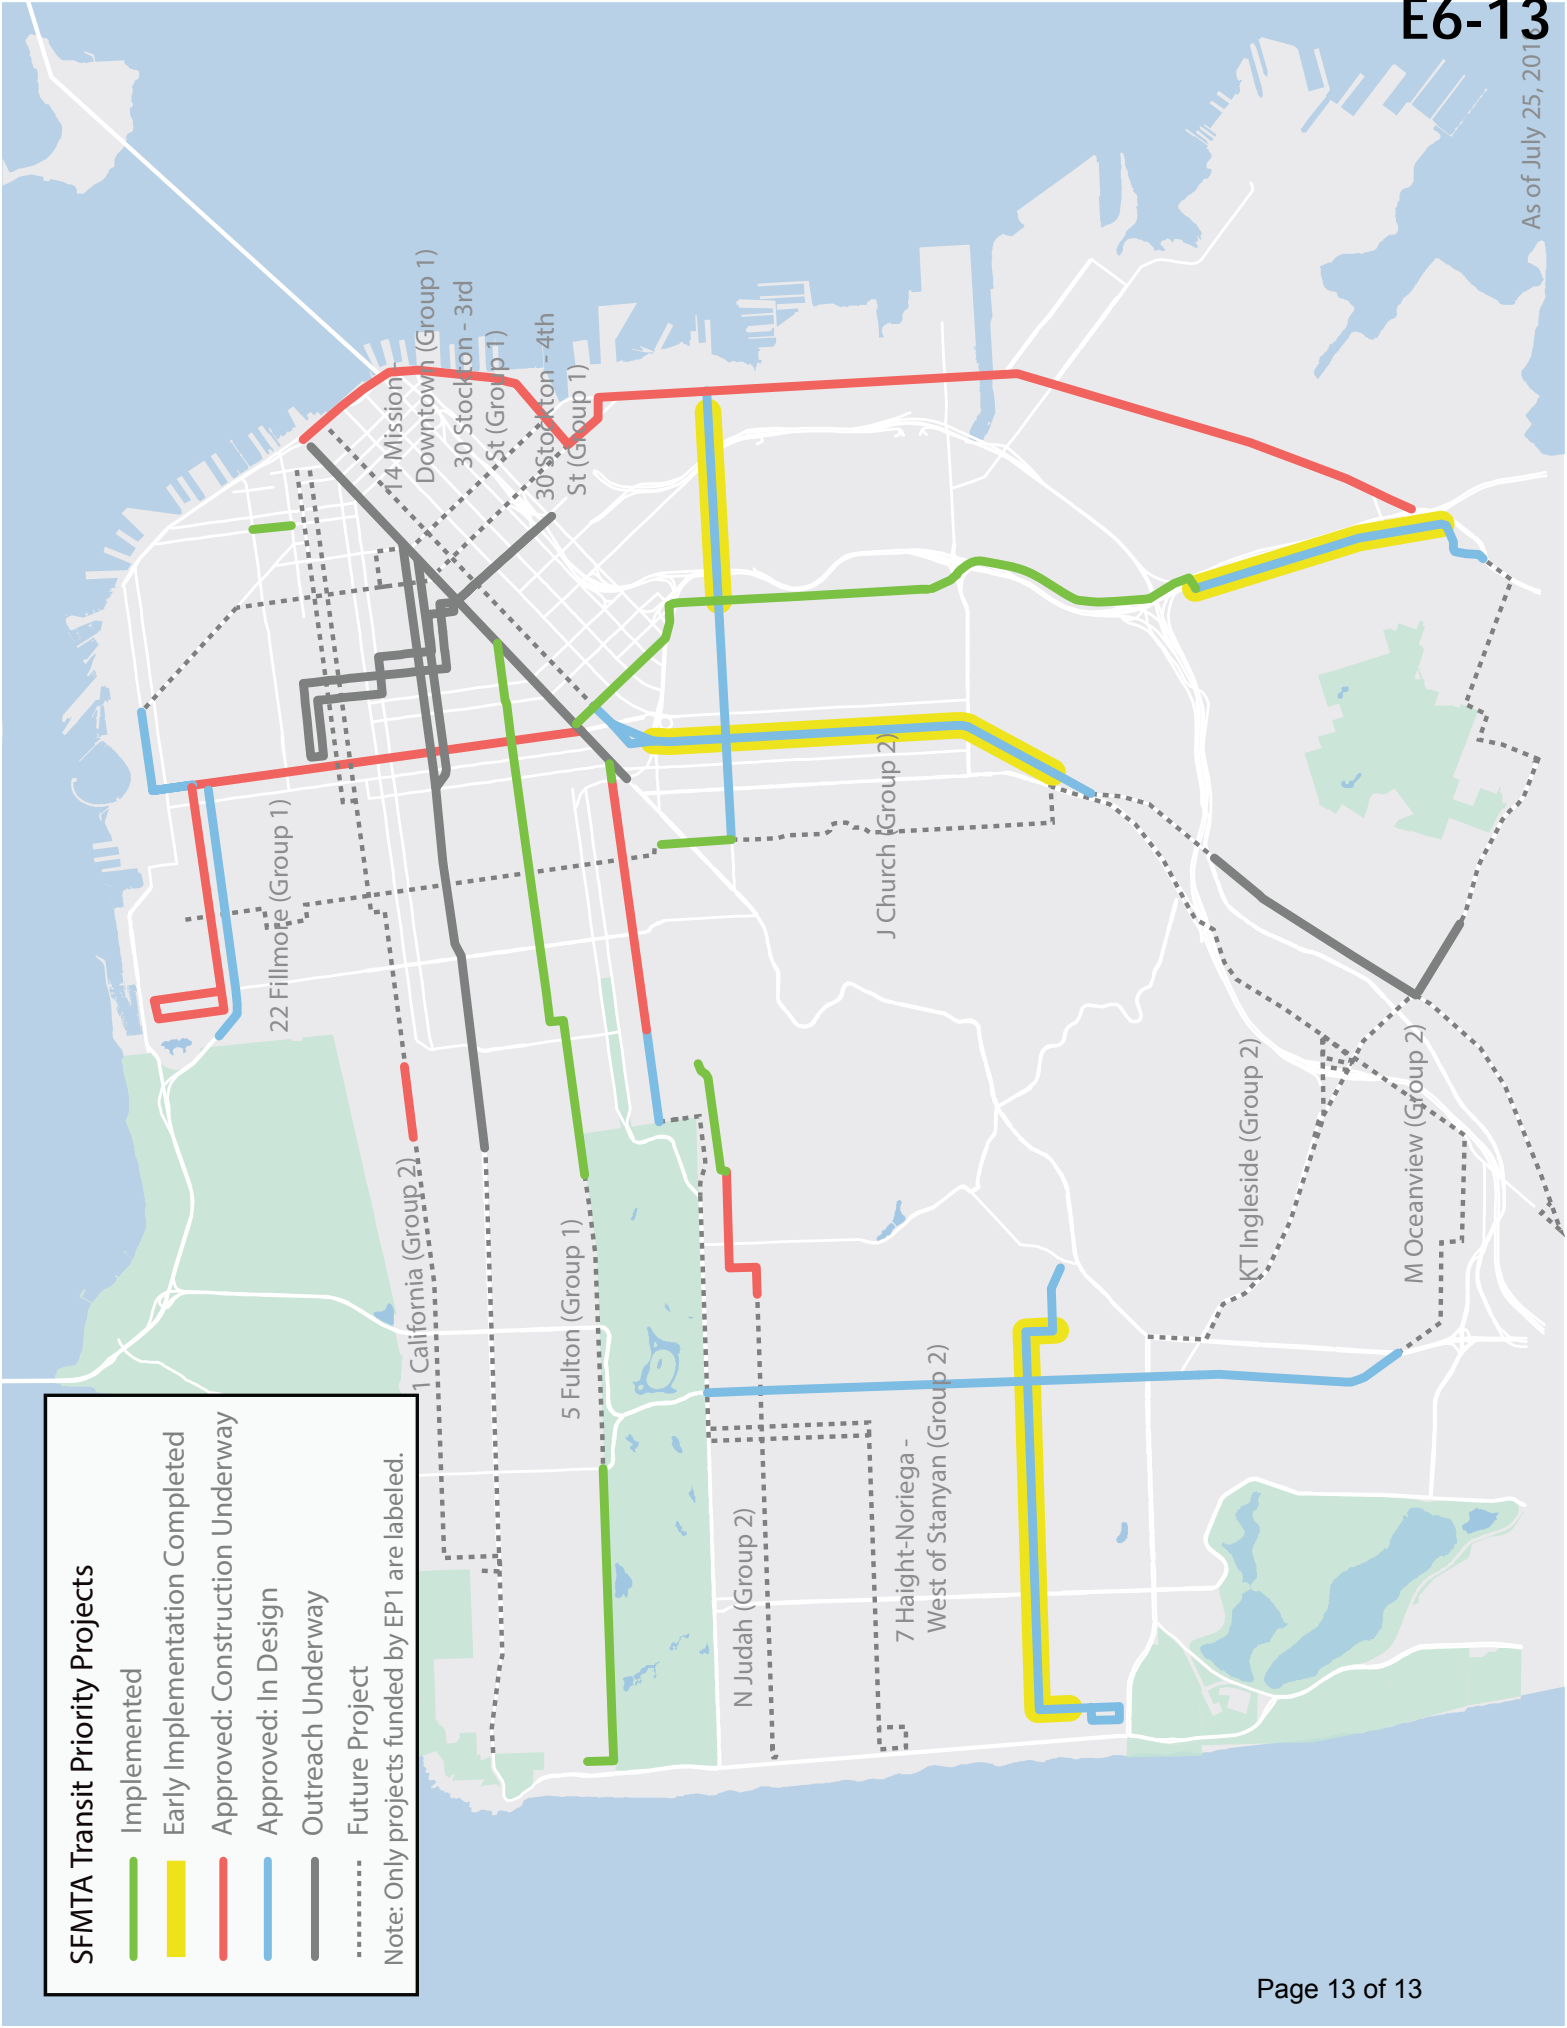 E6-13
As of July 25, 201
SFMTA Transit Priority Projects
Implemented
Early Implementation Completed
Approved: Construction Underway
Approved: In Design
Outreach Underway
Future Project
Note: Only projects funded by EP1 are labeled.
14 Mission -
Downtown (Group 1)
30 Stockton - 3rd
St (Group 1)
30 Stockton - 4th
St (Group 1)
22 Fillmore (Group 1)
1 California (Group 2)
5 Fulton (Group 1)
N Judah (Group 2)
7 Haight-Noriega -
West of Stanyan (Group 2)
J Church (Group 2)
KT Ingleside (Group 2)
M Oceanview (Group 2)
Page 13 of 13